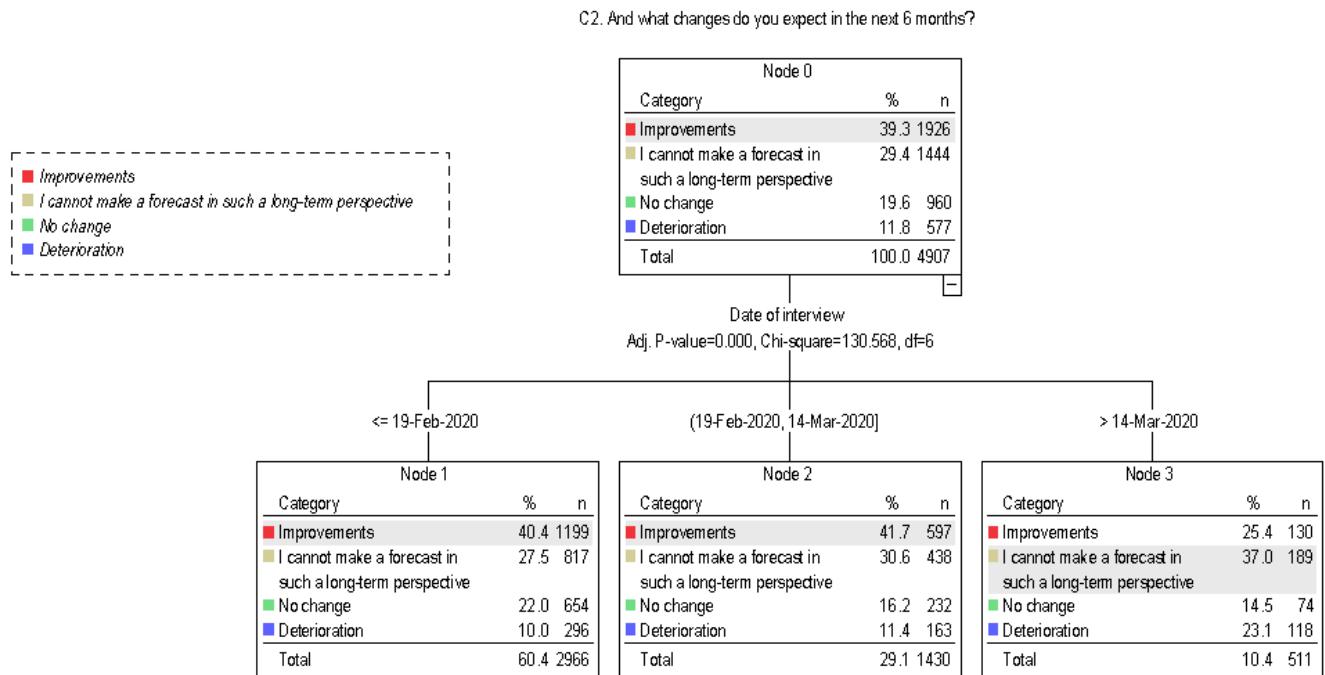 C2. And what changes do you expect in the next 6 months?
Improvements
I cannot make a forecast in such a long-term perspective
No change
Deterioration
Node 0
Category % n
Improvements 39.3 1926
I cannot make a forecast in 29.4 1444
such a long-term perspective
No change 19.6 960
Deterioration 11.8 577
Total 100.0 4907
Date of interview
Adj. P-value=0.000, Chi-square=130.568, df=6
<= 19-Feb-2020
(19-Feb-2020, 14-Mar-2020]
> 14-Mar-2020
Node 1
Category % n
Improvements 40.4 1199
I cannot make a forecast in 27.5 817
such a long-term perspective
No change 22.0 654
Deterioration 10.0 296
Total 60.4 2966
Node 2
Category % n
Improvements 41.7 597
I cannot make a forecast in 30.6 438
such a long-term perspective
No change 16.2 232
Deterioration 11.4 163
Total 29.1 1430
Node 3
Category % n
Improvements 25.4 130
I cannot make a forecast in 37.0 189
such a long-term perspective
No change 14.5 74
Deterioration 23.1 118
Total 10.4 511